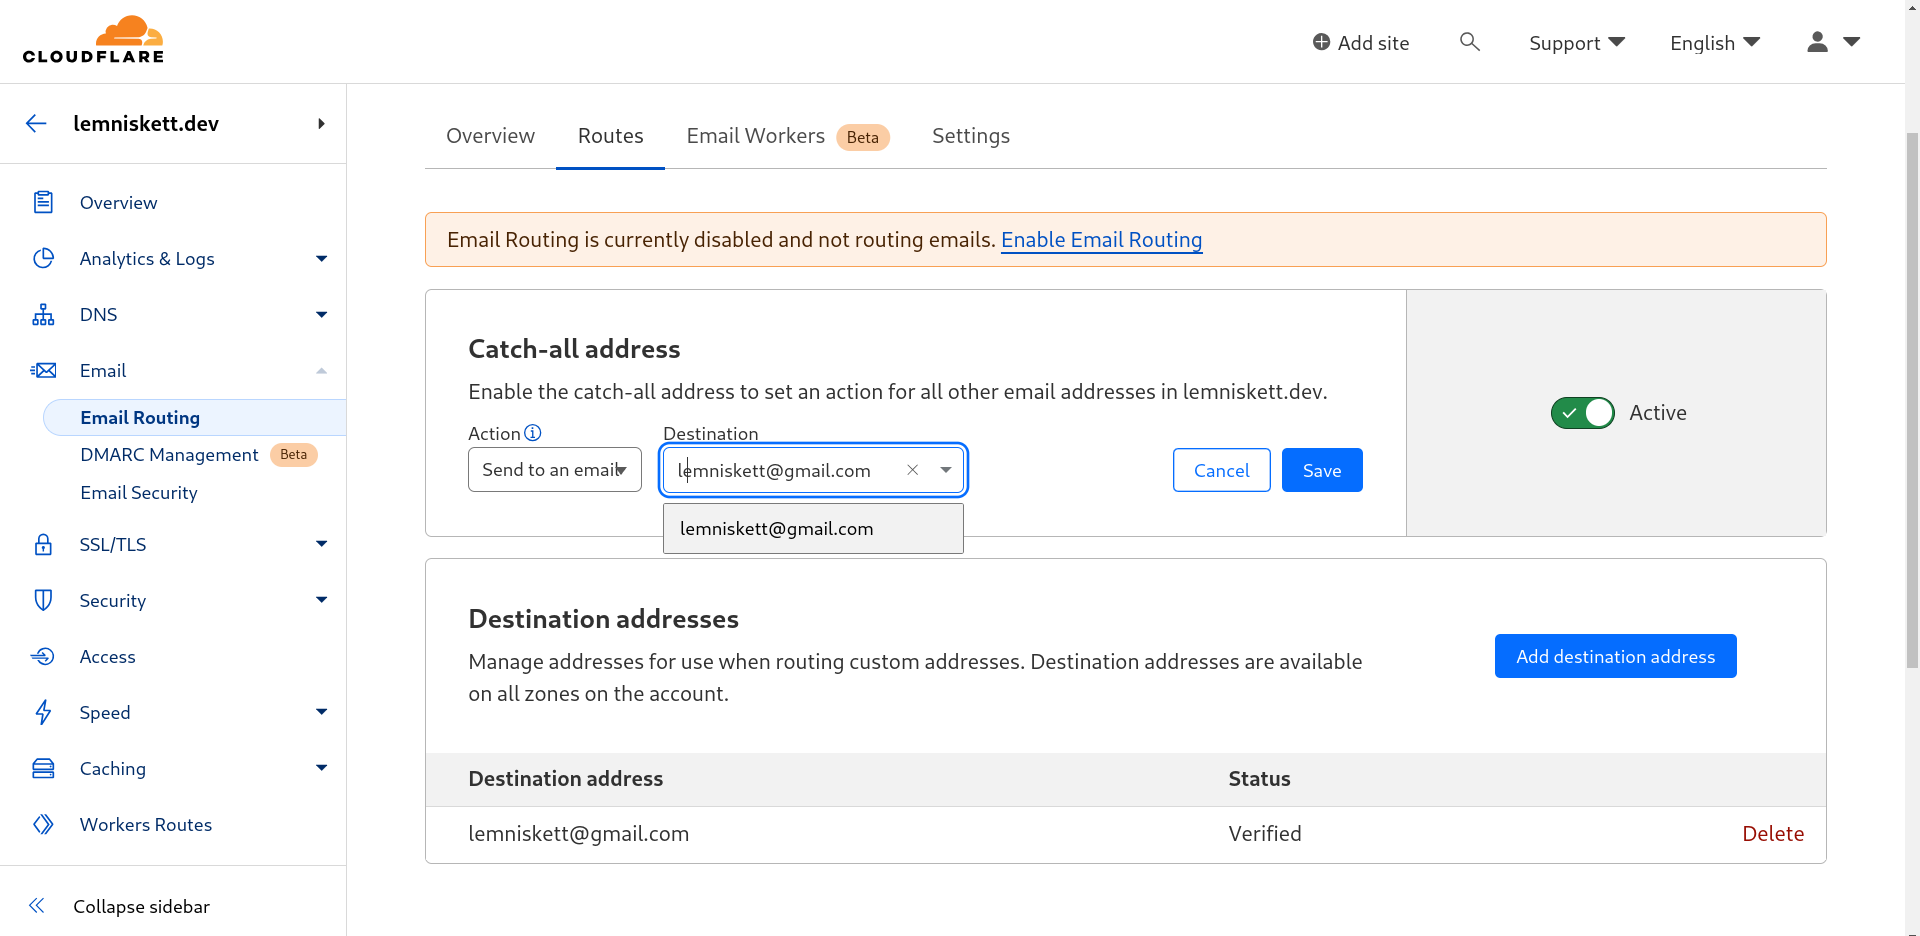 CLOUDFLARE
Add site
Support
English
lemniskett.dev
Overview
Analytics & Logs
DNS
Email
Email Routing
DMARC Management Beta
Email Security
SSL/TLS
Security
Access
Speed
Caching
Workers Routes
Collapse sidebar
Overview Routes Email Workers Beta Settings
Email Routing is currently disabled and not routing emails. Enable Email Routing
Catch-all address
Enable the catch-all address to set an action for all other email addresses in lemniskett.dev.
Action Destination
Send to an email lemniskett@gmail.com Cancel Save
lemniskett@gmail.com
Active
Destination addresses
Manage addresses for use when routing custom addresses. Destination addresses are available
on all zones on the account.
Add destination address
Destination address Status
lemniskett@gmail.com Verified Delete